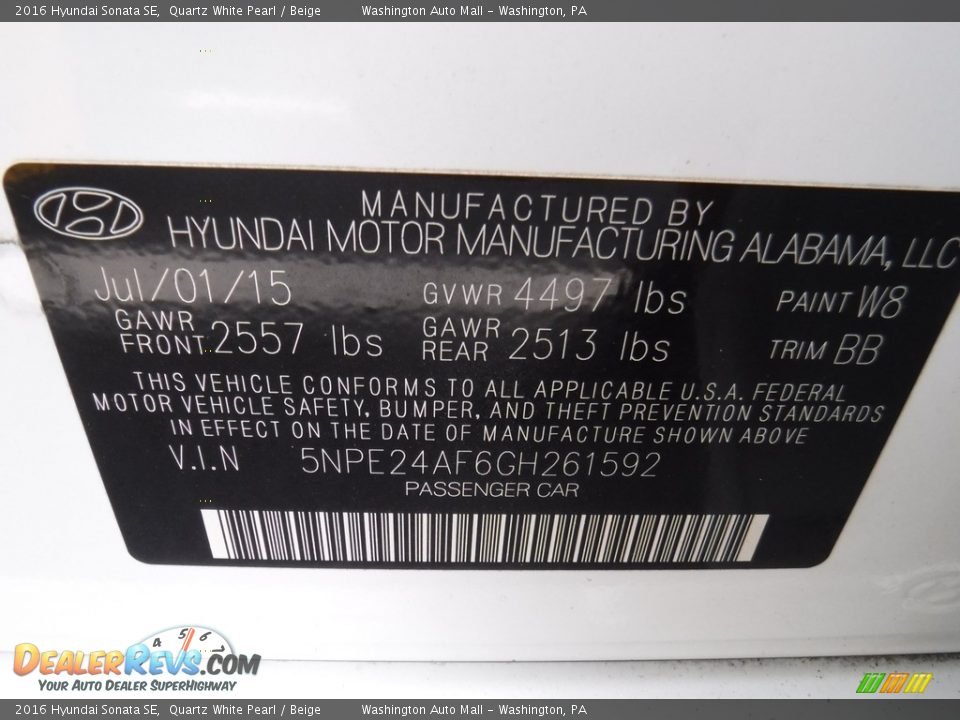 2016 Hyundai Sonata SE,  Quartz White Pearl / Beige  Washington Auto Mall - Washington, PA
MANUFACTURED BY
HYUNDAI MOTOR MANUFACTURING ALABAMA, LLC
Jul/01/15  GVWR 4497 lbs  PAINT W8
GAWR FRONT 2557 lbs  GAWR REAR 2513 lbs  TRIM BB
THIS VEHICLE CONFORMS TO ALL APPLICABLE U.S.A. FEDERAL
MOTOR VEHICLE SAFETY, BUMPER, AND THEFT PREVENTION STANDARDS
IN EFFECT ON THE DATE OF MANUFACTURE SHOWN ABOVE
V.I.N  5NPE24AF6GH261592
PASSENGER CAR
4 5 6
DEALERREVS.COM
YOUR AUTO DEALER SUPERHIGHWAY
2016 Hyundai Sonata SE,  Quartz White Pearl / Beige  Washington Auto Mall - Washington, PA